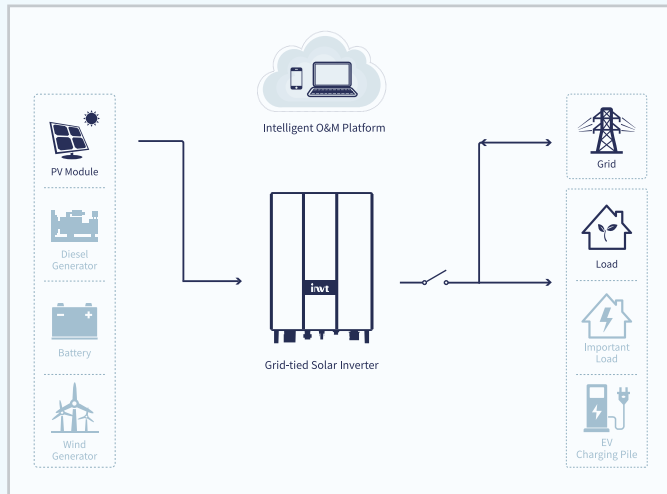 Intelligent O&M Platform
PV Module
Diesel
Generator
Battery
Wind
Generator
invt
Grid-tied Solar Inverter
Grid
Load
Important
Load
EV
Charging Pile